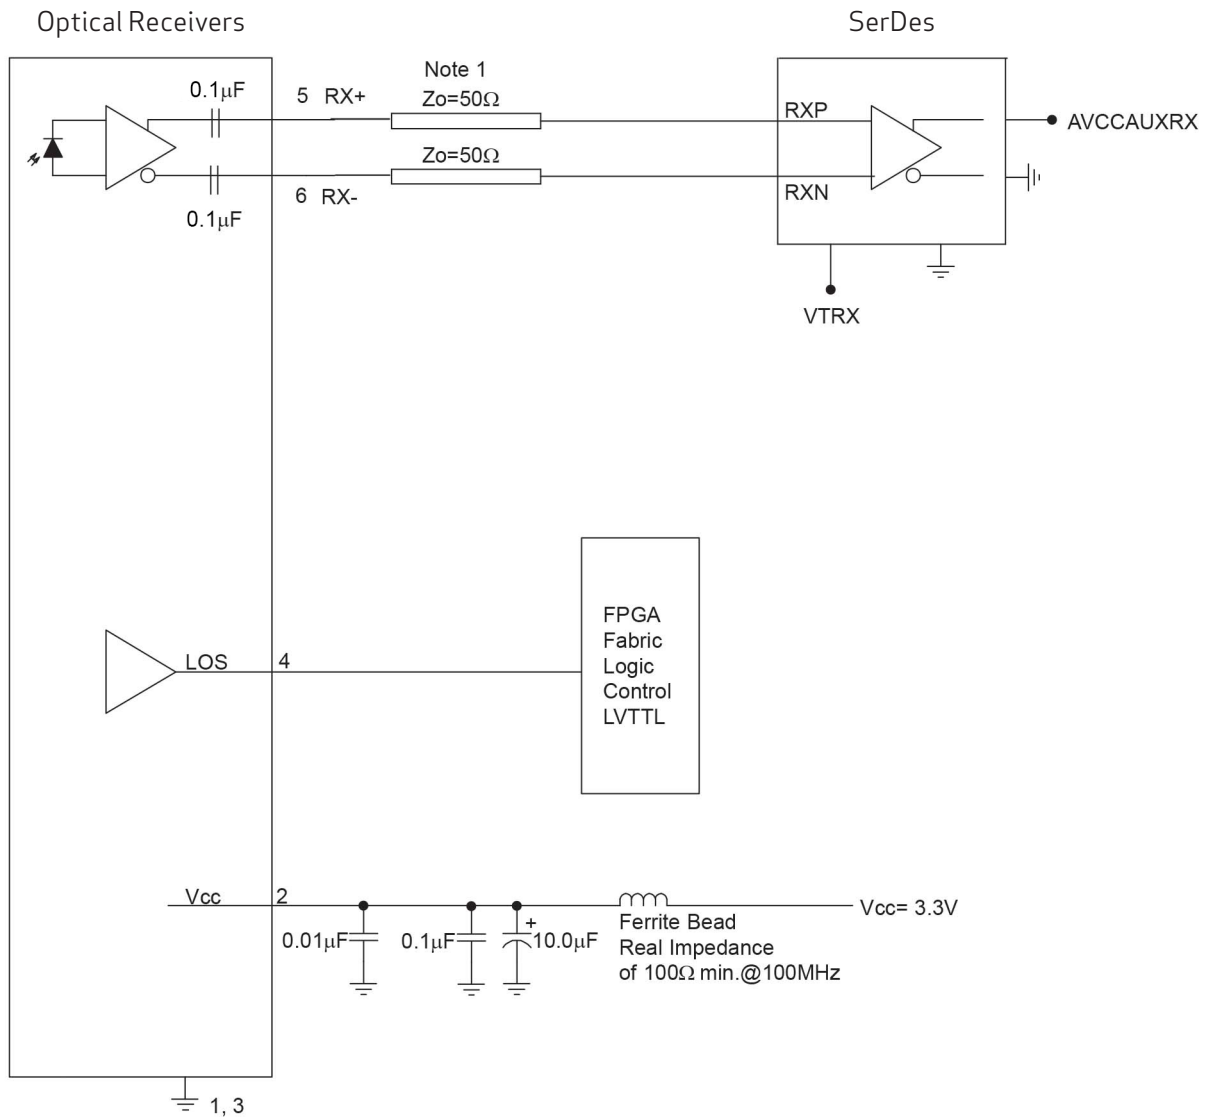 Optical Receivers
SerDes
0.1µF
5 RX+
Note 1
Zo=50Ω
RXP
AVCCAUXRX
Zo=50Ω
0.1µF
6 RX-
RXN
VTRX
FPGA
Fabric
Logic
Control
LVTTL
LOS
4
Vcc
2
Vcc= 3.3V
0.01µF
0.1µF
+
10.0µF
Ferrite Bead
Real Impedance
of 100Ω min.@100MHz
1, 3